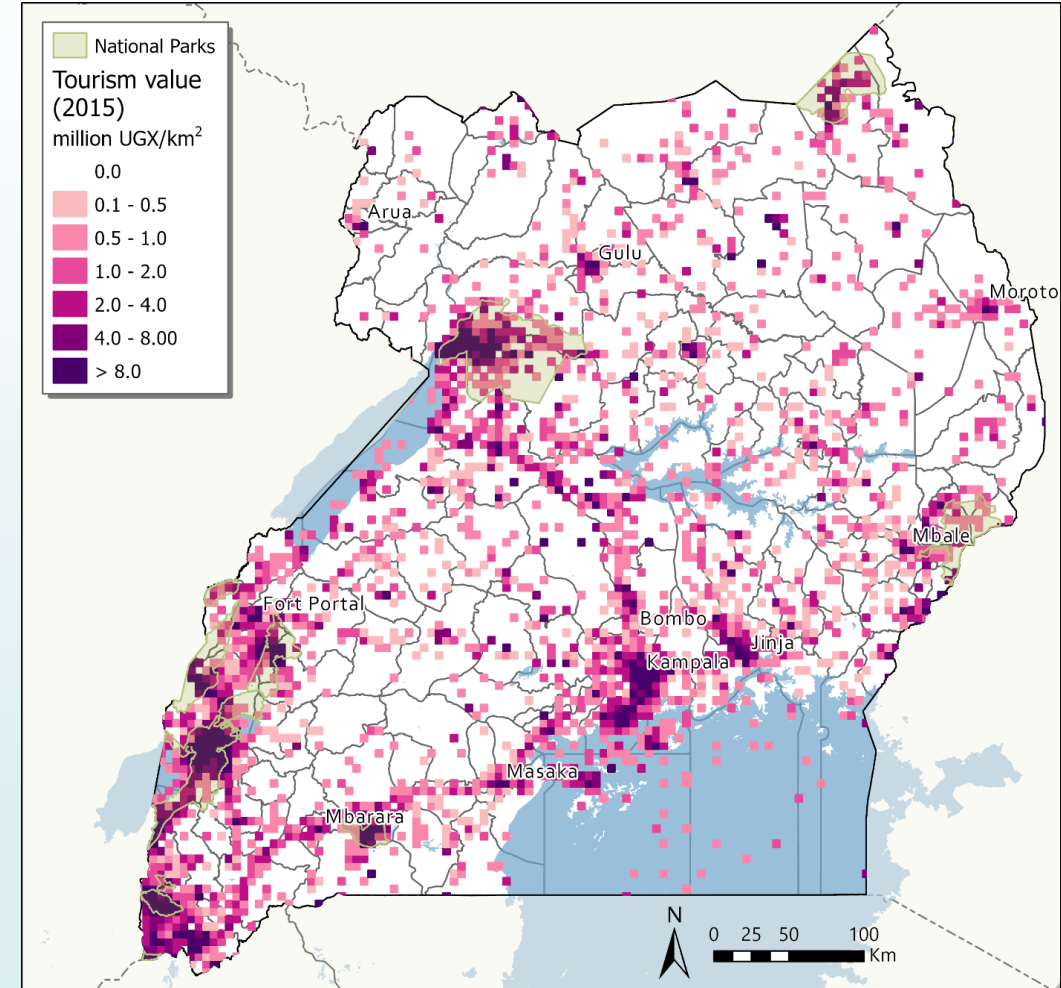 National Parks
Tourism value
(2015)
million UGX/km²
0.0
0.1 - 0.5
0.5 - 1.0
1.0 - 2.0
2.0 - 4.0
4.0 - 8.00
> 8.0
Arua
Gulu
Moroto
Mbale
Fort Portal
Bombo
Jinja
Kampala
Masaka
Mbarara
N
0 25 50 100
Km